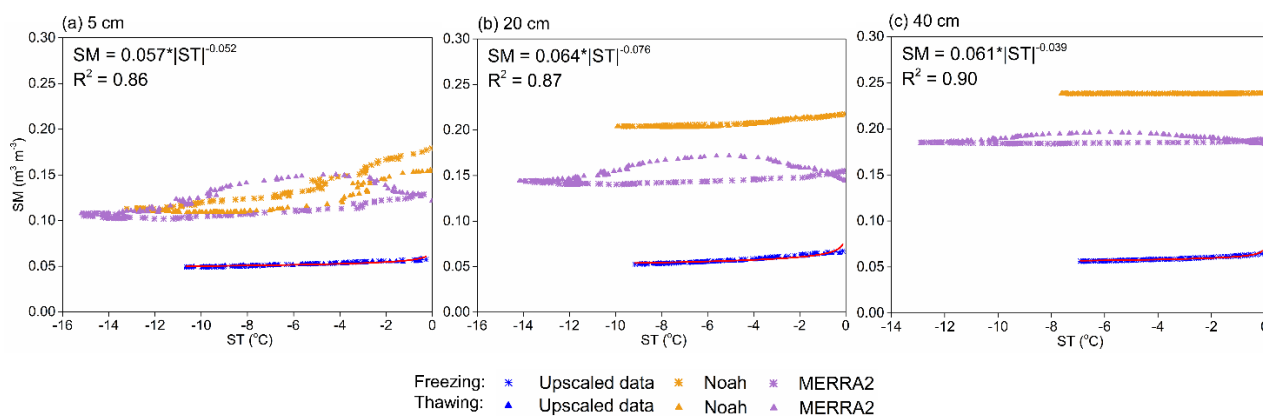 (a) 5 cm
SM = 0.057*|ST|^-0.052
R² = 0.86
0.30
0.25
0.20
0.15
0.10
0.05
0.00
SM (m³ m⁻³)
-16 -14 -12 -10 -8 -6 -4 -2 0
ST (°C)
(b) 20 cm
SM = 0.064*|ST|^-0.076
R² = 0.87
0.30
0.25
0.20
0.15
0.10
0.05
0.00
-16 -14 -12 -10 -8 -6 -4 -2 0
ST (°C)
(c) 40 cm
SM = 0.061*|ST|^-0.039
R² = 0.90
0.30
0.25
0.20
0.15
0.10
0.05
0.00
-14 -12 -10 -8 -6 -4 -2 0
ST (°C)
Freezing: Upscaled data Noah MERRA2
Thawing: Upscaled data Noah MERRA2